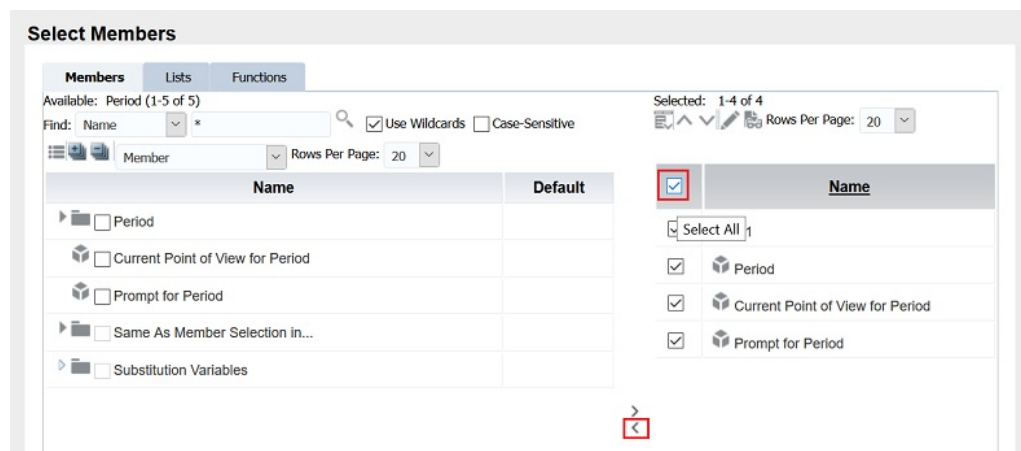 Select Members
Members Lists Functions
Available: Period (1-5 of 5)
Find: Name * Use Wildcards Case-Sensitive
Member Rows Per Page: 20
Name Default
Period
Current Point of View for Period
Prompt for Period
Same As Member Selection in...
Substitution Variables
Selected: 1-4 of 4
Rows Per Page: 20
Name
Select All 1
Period
Current Point of View for Period
Prompt for Period